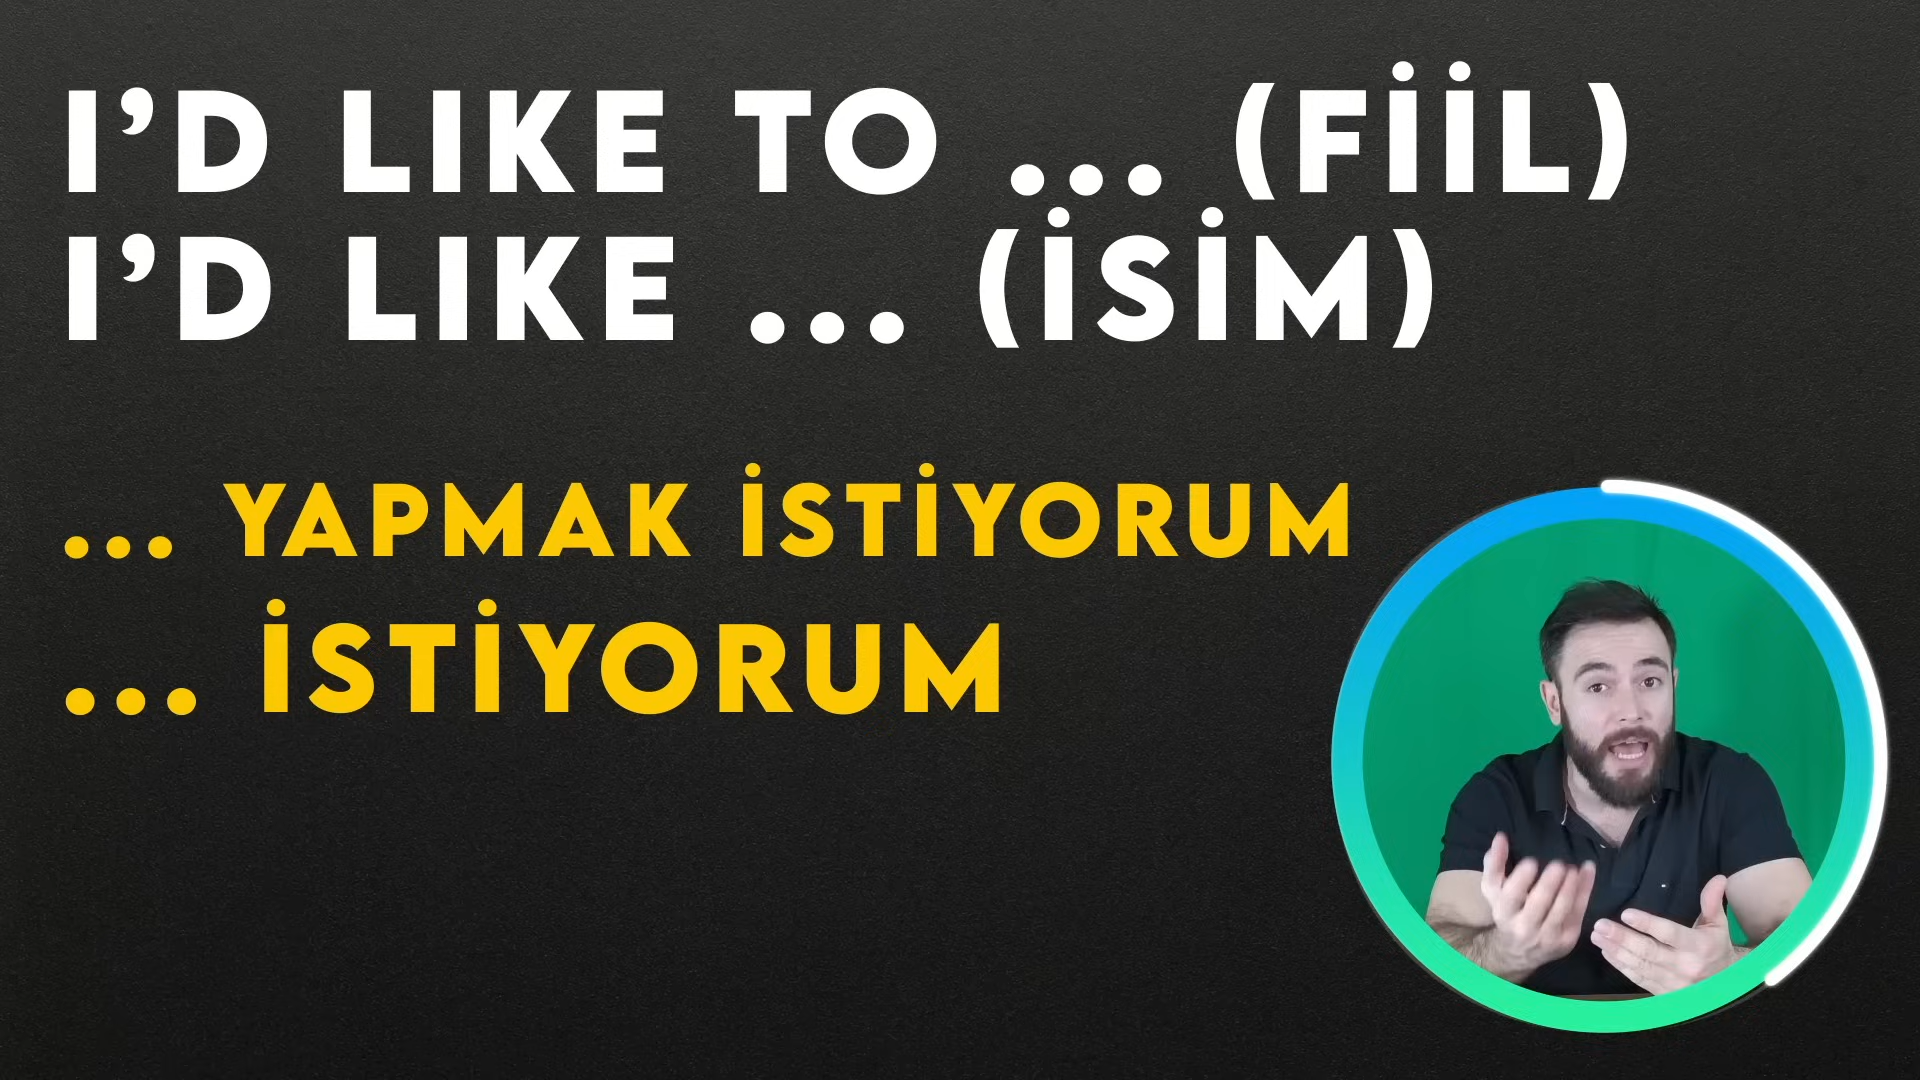 I’D LIKE TO ... (FİİL)
I’D LIKE ... (İSİM)
... YAPMAK İSTİYORUM
... İSTİYORUM